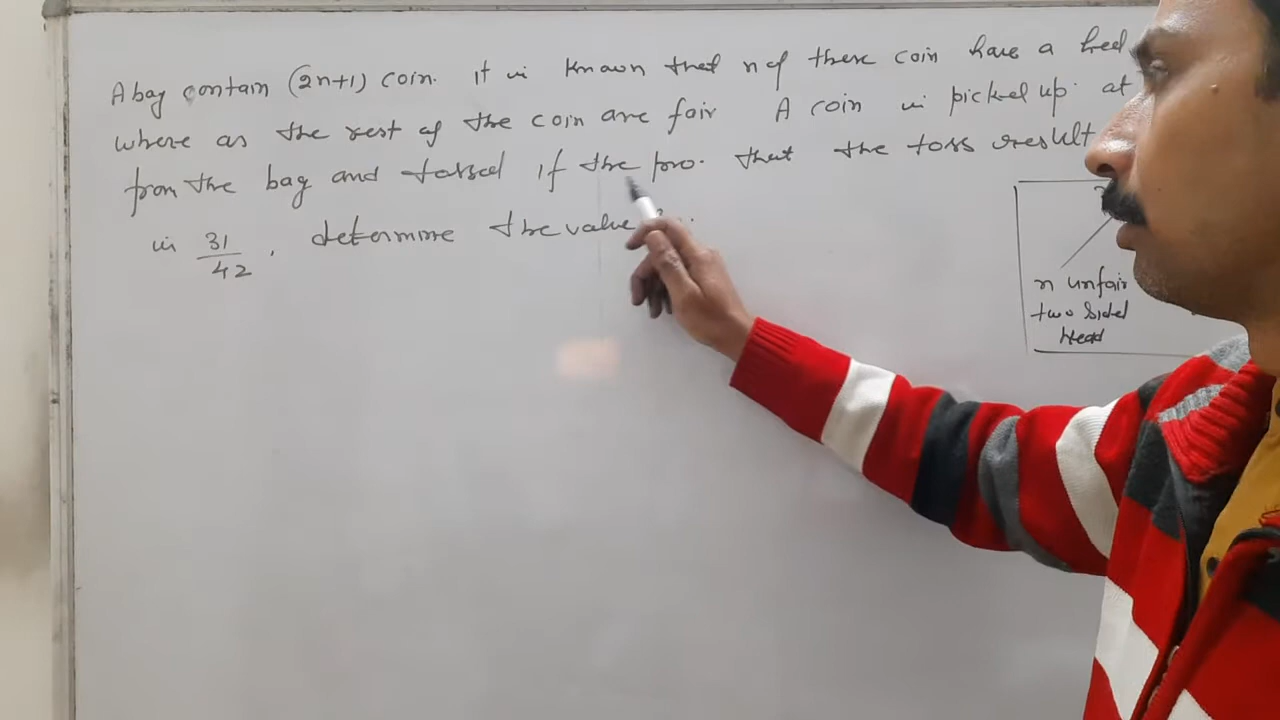 A bag contain (2n+1) coin. it is known that n of these coin have a head
where as the rest of the coin are fair A coin is picked up at
from the bag and tossed if the pro. that the toss result
is 31/42, determine the value
n unfair
two sided
Head